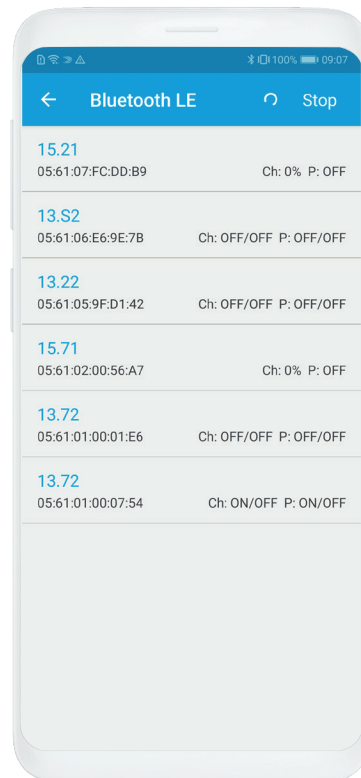 100% 09:07
← Bluetooth LE Stop
15.21
05:61:07:FC:DD:B9 Ch: 0% P: OFF
13.S2
05:61:06:E6:9E:7B Ch: OFF/OFF P: OFF/OFF
13.22
05:61:05:9F:D1:42 Ch: OFF/OFF P: OFF/OFF
15.71
05:61:02:00:56:A7 Ch: 0% P: OFF
13.72
05:61:01:00:01:E6 Ch: OFF/OFF P: OFF/OFF
13.72
05:61:01:00:07:54 Ch: ON/OFF P: ON/OFF